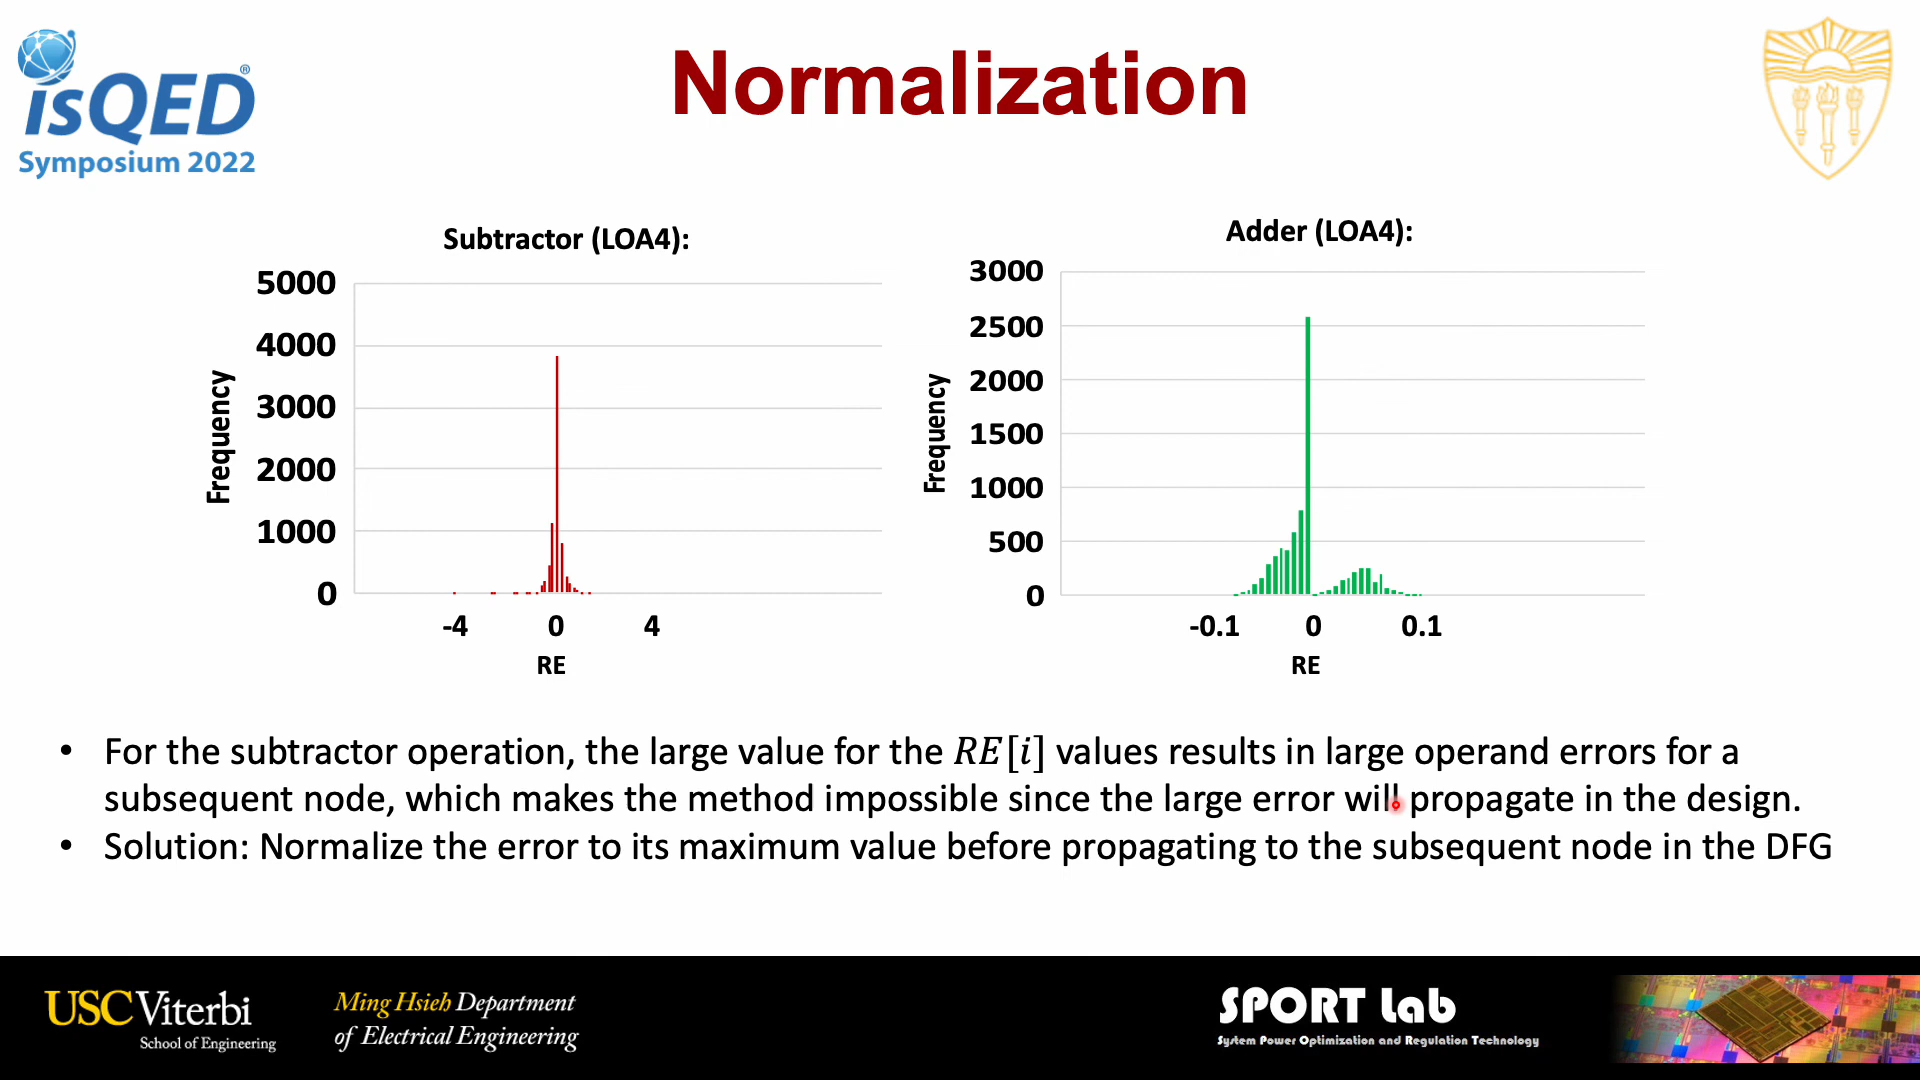 isQED®
Symposium 2022
Normalization
Subtractor (LOA4):
5000
4000
3000
2000
1000
0
Frequency
-4 0 4
RE
Adder (LOA4):
3000
2500
2000
1500
1000
500
0
Frequency
-0.1 0 0.1
RE
• For the subtractor operation, the large value for the RE[i] values results in large operand errors for a
subsequent node, which makes the method impossible since the large error will propagate in the design.
• Solution: Normalize the error to its maximum value before propagating to the subsequent node in the DFG
USC Viterbi
School of Engineering
Ming Hsieh Department
of Electrical Engineering
SPORT Lab
System Power Optimization and Regulation Technology